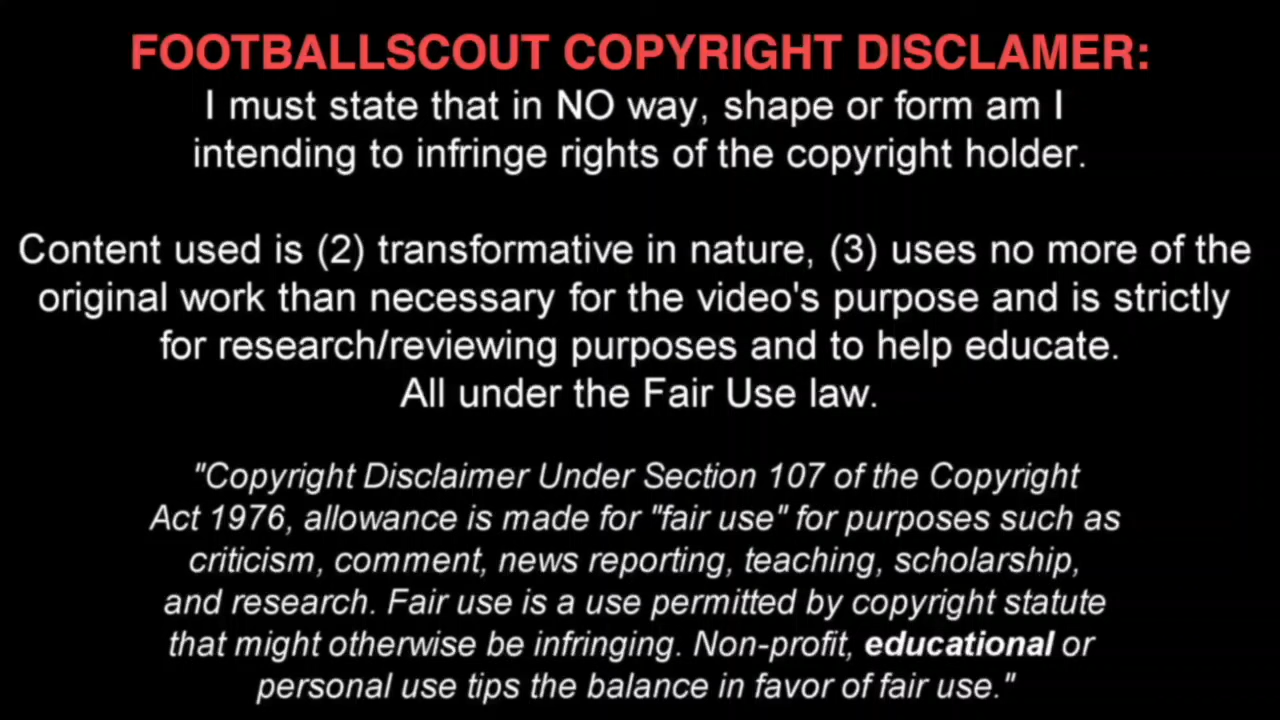 FOOTBALLSCOUT COPYRIGHT DISCLAMER:
I must state that in NO way, shape or form am I
intending to infringe rights of the copyright holder.
Content used is (2) transformative in nature, (3) uses no more of the
original work than necessary for the video's purpose and is strictly
for research/reviewing purposes and to help educate.
All under the Fair Use law.
"Copyright Disclaimer Under Section 107 of the Copyright
Act 1976, allowance is made for "fair use" for purposes such as
criticism, comment, news reporting, teaching, scholarship,
and research. Fair use is a use permitted by copyright statute
that might otherwise be infringing. Non-profit, educational or
personal use tips the balance in favor of fair use."